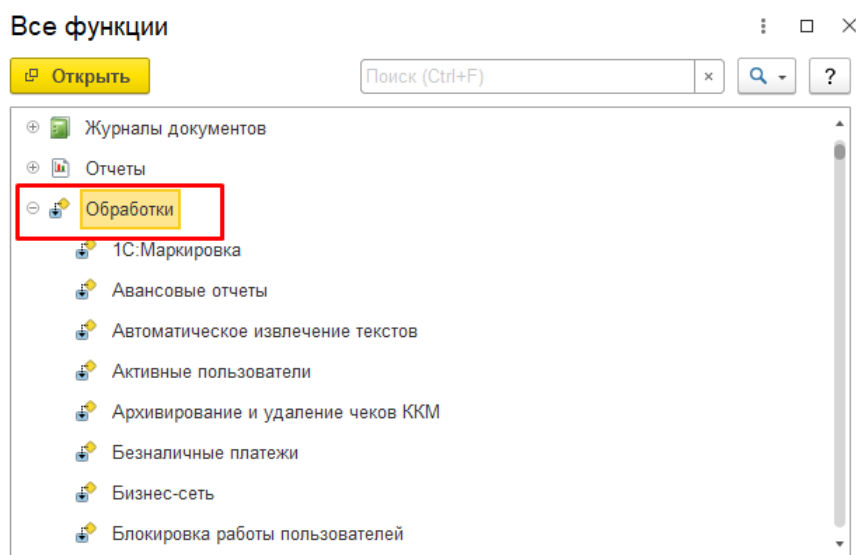 Все функции
Открыть
Поиск (Ctrl+F)
?
Журналы документов
Отчеты
Обработки
1С:Маркировка
Авансовые отчеты
Автоматическое извлечение текстов
Активные пользователи
Архивирование и удаление чеков ККМ
Безналичные платежи
Бизнес-сеть
Блокировка работы пользователей